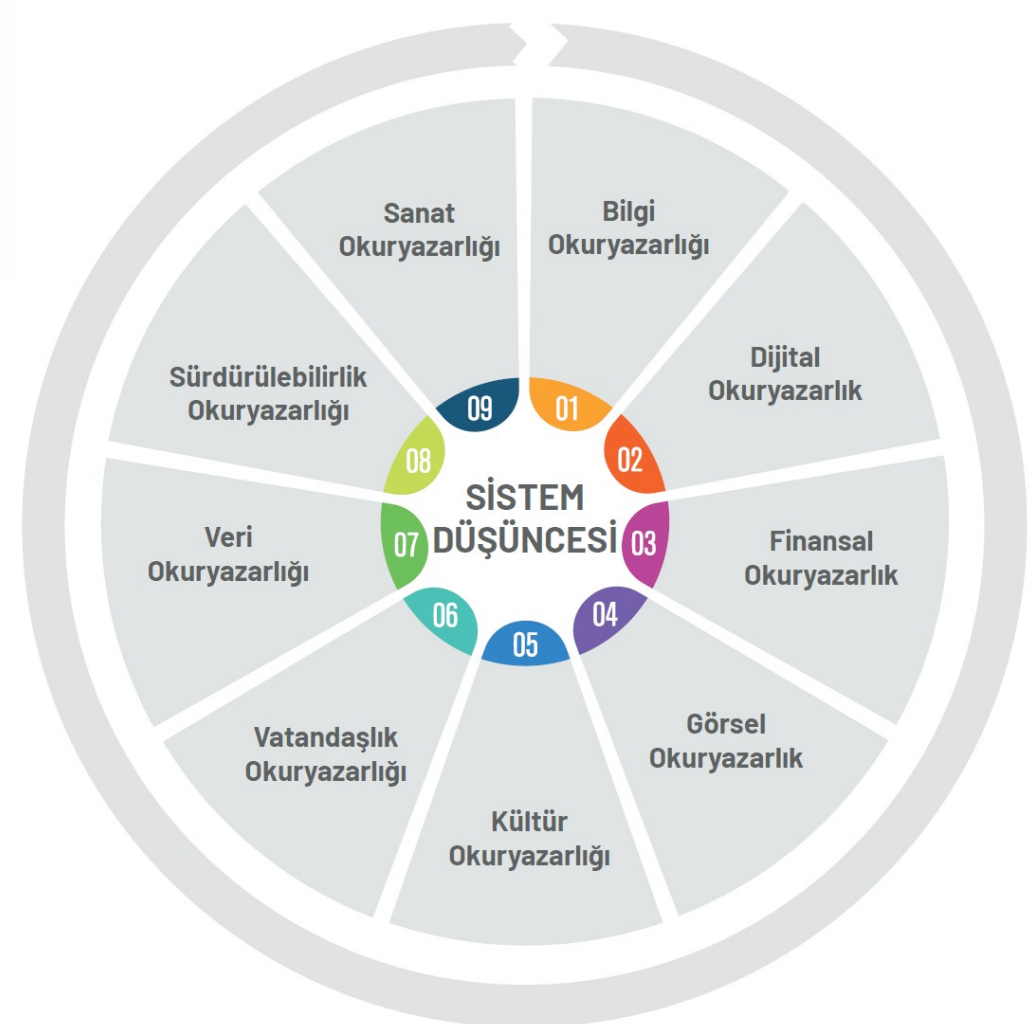 SİSTEM
DÜŞÜNCESİ
01
Bilgi
Okuryazarlığı
02
Dijital
Okuryazarlık
03
Finansal
Okuryazarlık
04
Görsel
Okuryazarlık
05
Kültür
Okuryazarlığı
06
Vatandaşlık
Okuryazarlığı
07
Veri
Okuryazarlığı
08
Sürdürülebilirlik
Okuryazarlığı
09
Sanat
Okuryazarlığı